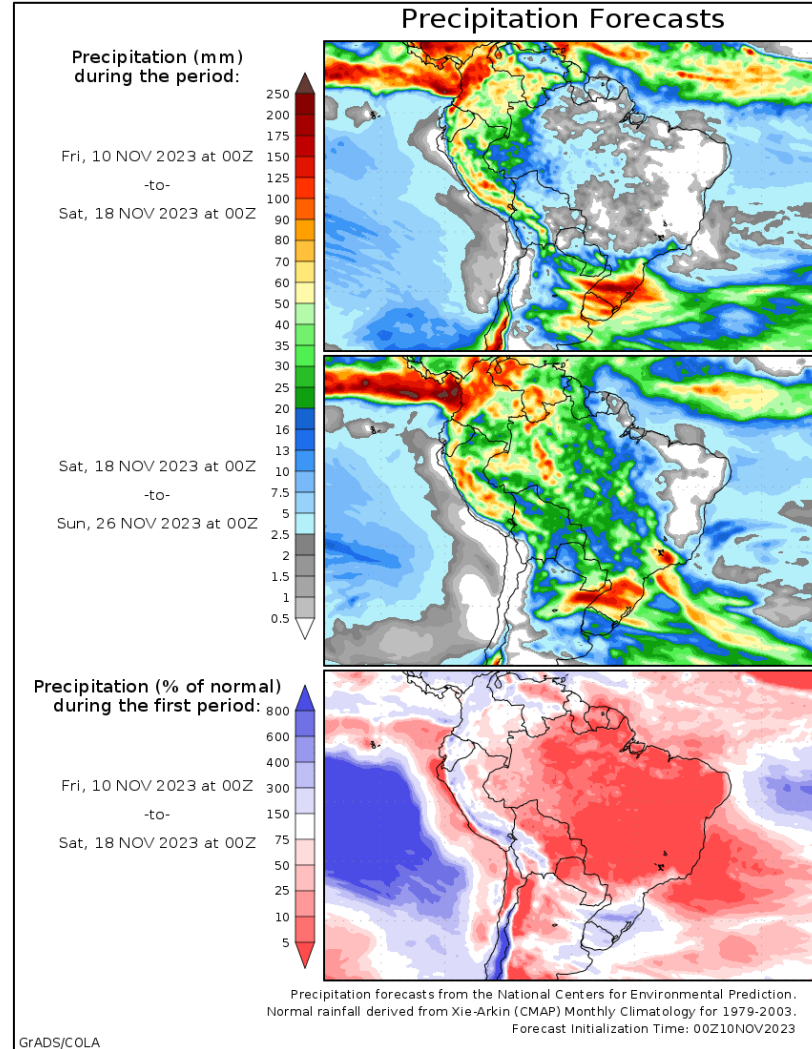 Precipitation Forecasts
Precipitation (mm)
during the period:
Fri, 10 NOV 2023 at 00Z
-to-
Sat, 18 NOV 2023 at 00Z
250
200
175
150
125
100
90
80
70
60
50
40
35
30
25
20
16
13
10
7.5
5
2.5
2
1.5
1
0.5
Sat, 18 NOV 2023 at 00Z
-to-
Sun, 26 NOV 2023 at 00Z
Precipitation (% of normal)
during the first period:
Fri, 10 NOV 2023 at 00Z
-to-
Sat, 18 NOV 2023 at 00Z
800
600
400
300
150
75
50
25
10
5
Precipitation forecasts from the National Centers for Environmental Prediction.
Normal rainfall derived from Xie-Arkin (CMAP) Monthly Climatology for 1979-2003.
Forecast Initialization Time: 00Z10NOV2023
GrADS/COLA